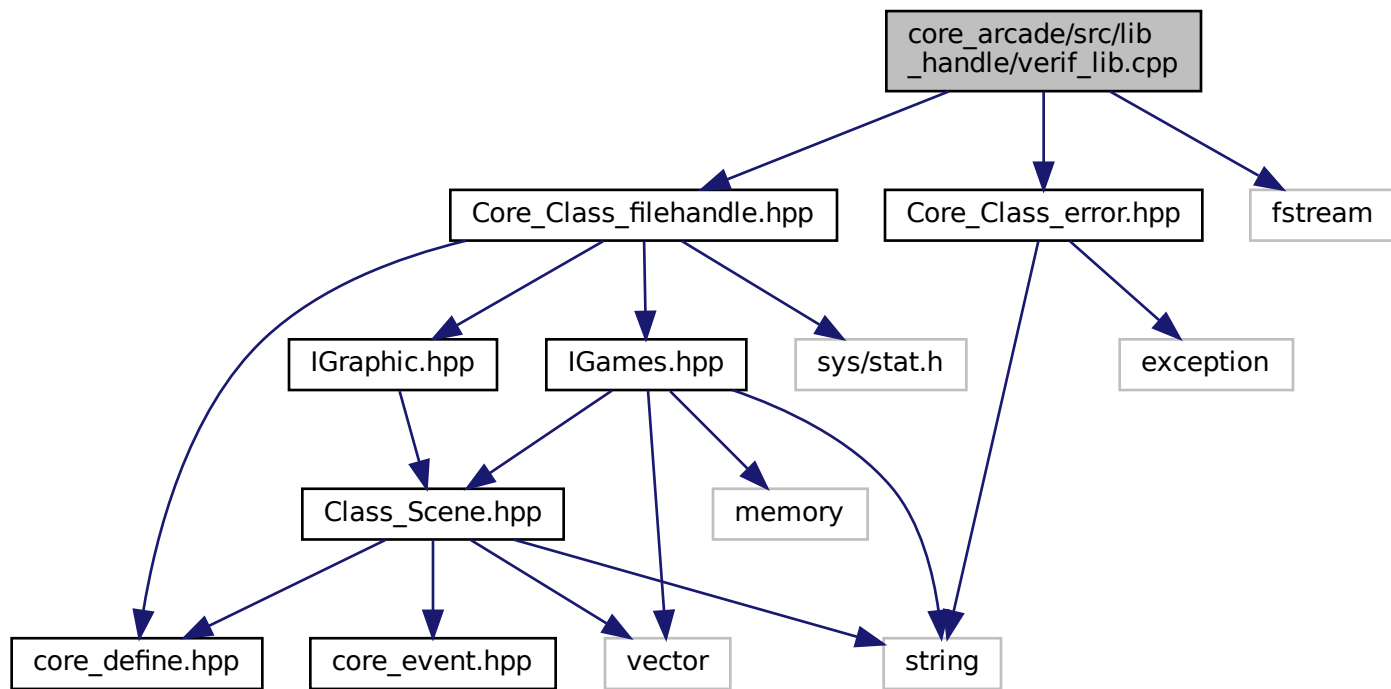 core_arcade/src/lib
_handle/verif_lib.cpp
Core_Class_filehandle.hpp
Core_Class_error.hpp
fstream
IGraphic.hpp
IGames.hpp
sys/stat.h
exception
Class_Scene.hpp
memory
core_define.hpp
core_event.hpp
vector
string